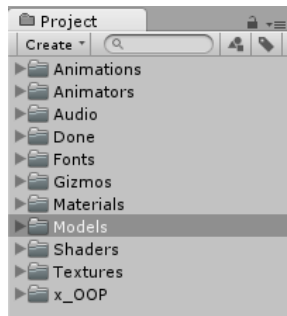 Project
Create
Animations
Animators
Audio
Done
Fonts
Gizmos
Materials
Models
Shaders
Textures
x_OOP